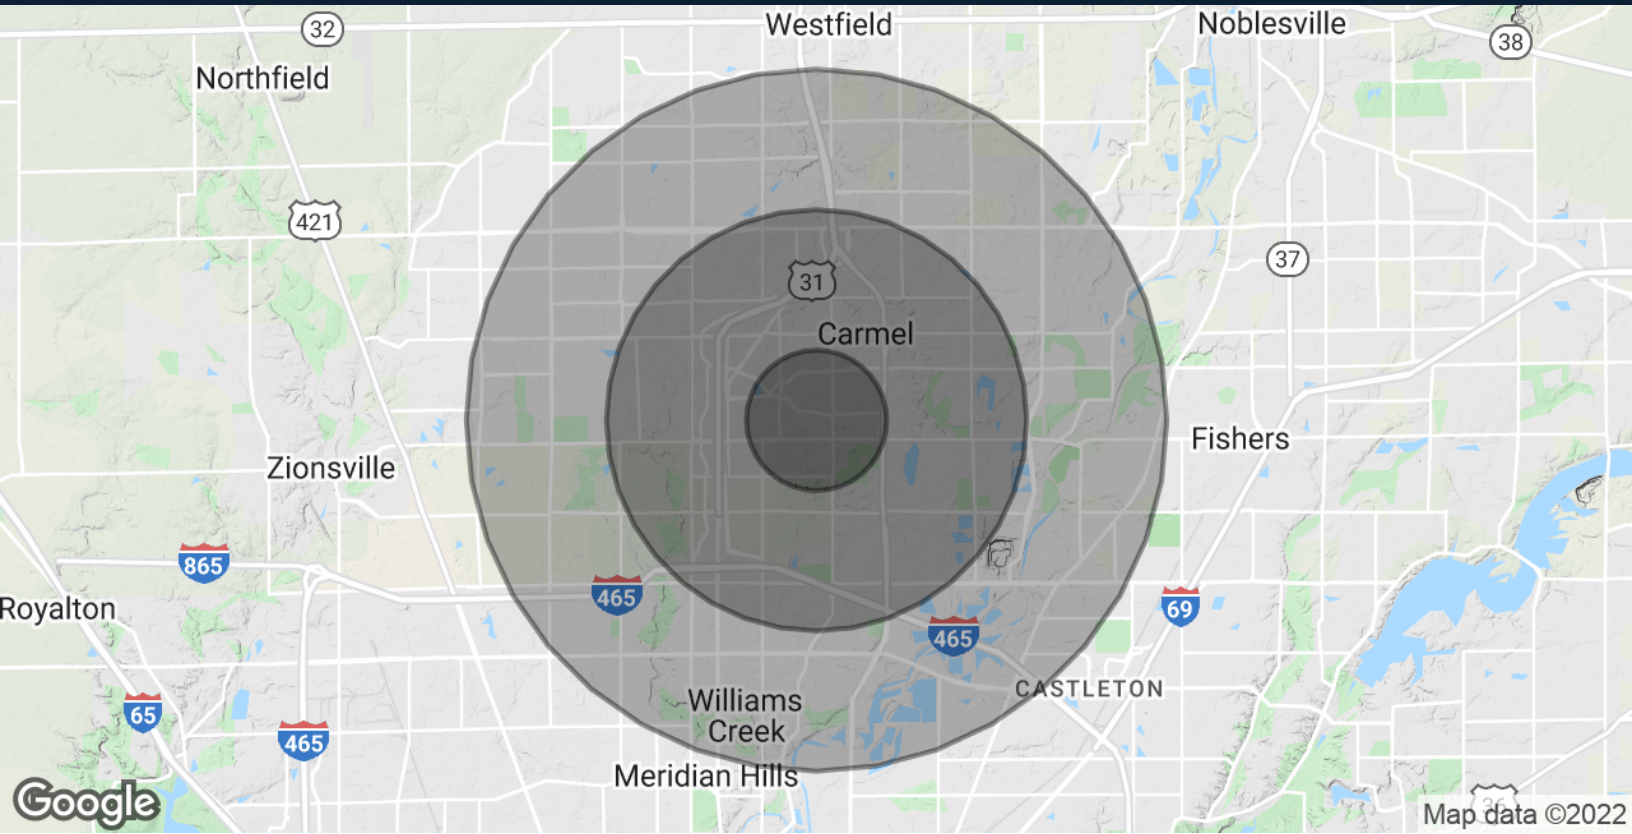 Westfield
Noblesville
32
38
Northfield
421
37
31
Carmel
Fishers
Zionsville
865
465
69
Royalton
465
CASTLETON
Williams
Creek
65
465
Meridian Hills
36
Google
Map data ©2022